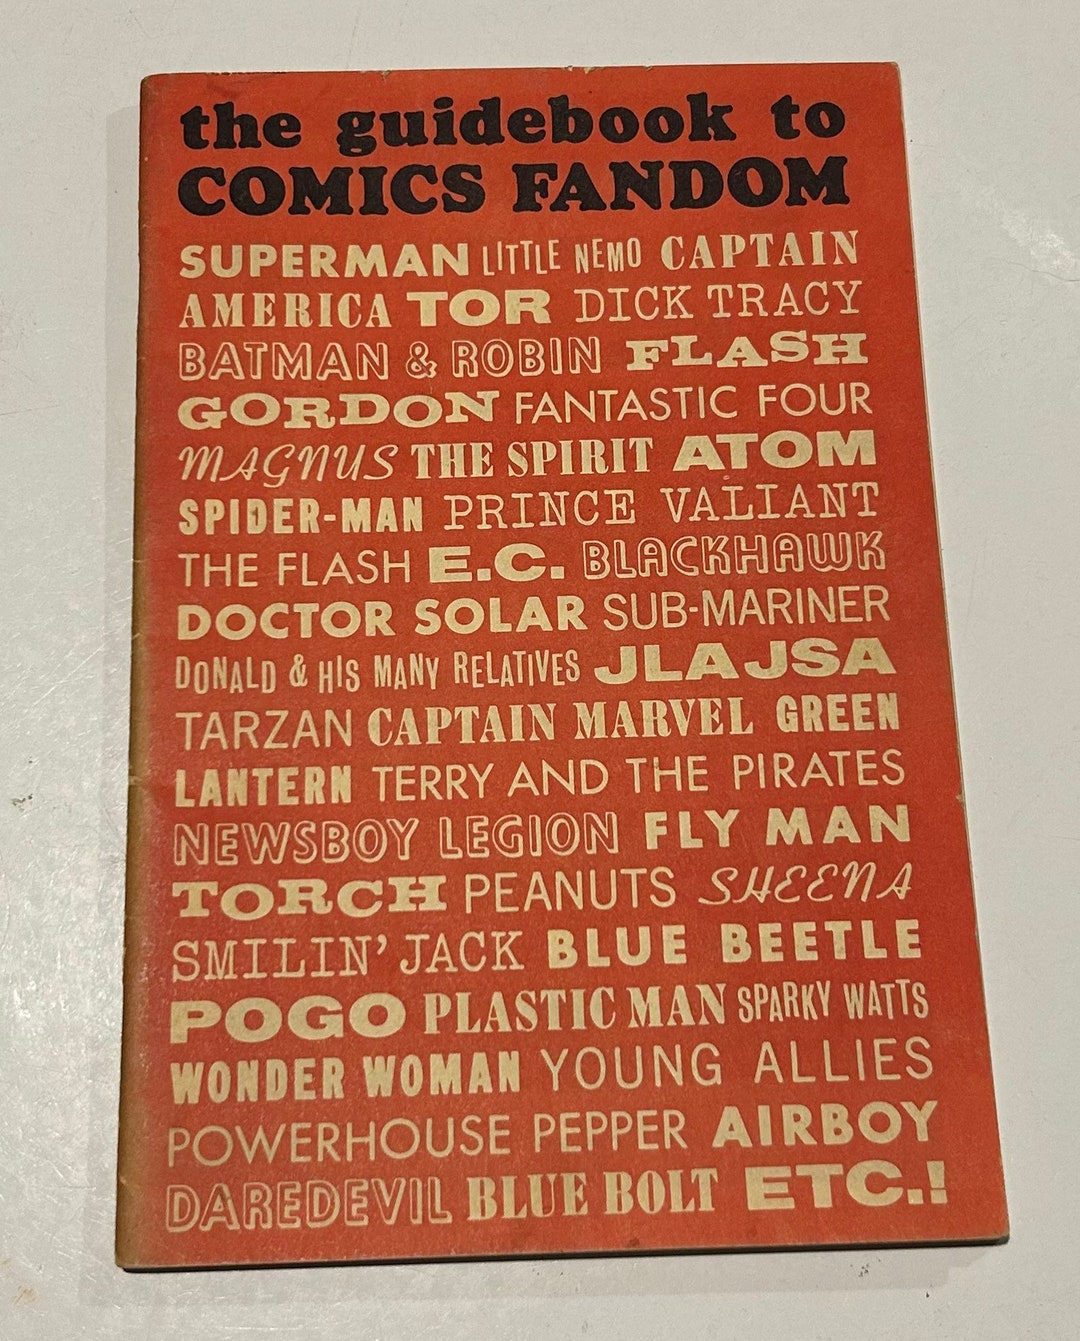 the guidebook to
COMICS FANDOM
SUPERMAN LITTLE NEMO CAPTAIN
AMERICA TOR DICK TRACY
BATMAN & ROBIN FLASH
GORDON FANTASTIC FOUR
MAGNUS THE SPIRIT ATOM
SPIDER-MAN PRINCE VALIANT
THE FLASH E.C. BLACKHAWK
DOCTOR SOLAR SUB-MARINER
DONALD & HIS MANY RELATIVES JLA JSA
TARZAN CAPTAIN MARVEL GREEN
LANTERN TERRY AND THE PIRATES
NEWSBOY LEGION FLY MAN
TORCH PEANUTS SHEENA
SMILIN' JACK BLUE BEETLE
POGO PLASTIC MAN SPARKY WATTS
WONDER WOMAN YOUNG ALLIES
POWERHOUSE PEPPER AIRBOY
DAREDEVIL BLUE BOLT ETC.!